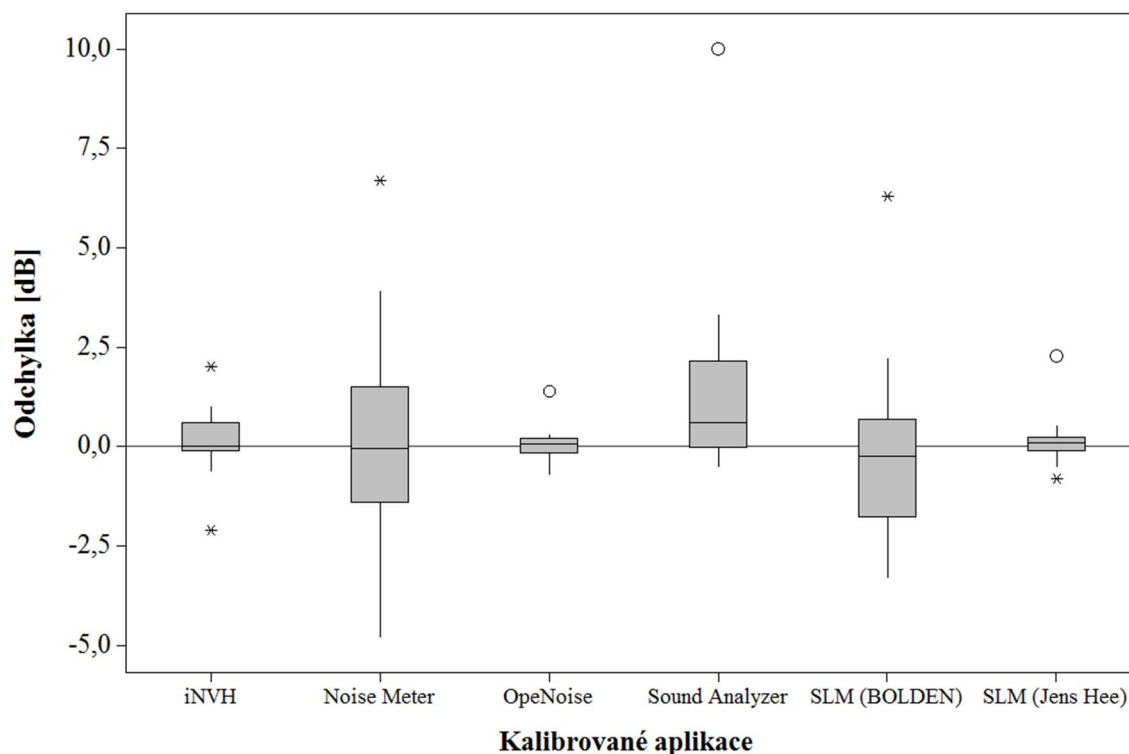 10,0
7,5
5,0
2,5
0,0
-2,5
-5,0
Odchylka [dB]
iNVH
Noise Meter
OpeNoise
Sound Analyzer
SLM (BOLDEN)
SLM (Jens Hee)
Kalibrované aplikace